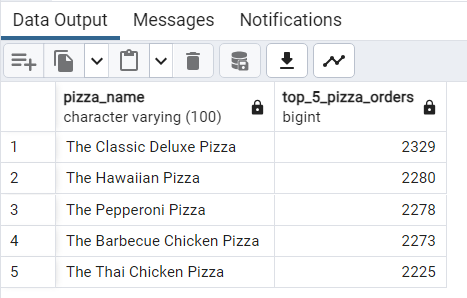 Data Output Messages Notifications
pizza_name top_5_pizza_orders
character varying (100) bigint
1 The Classic Deluxe Pizza 2329
2 The Hawaiian Pizza 2280
3 The Pepperoni Pizza 2278
4 The Barbecue Chicken Pizza 2273
5 The Thai Chicken Pizza 2225